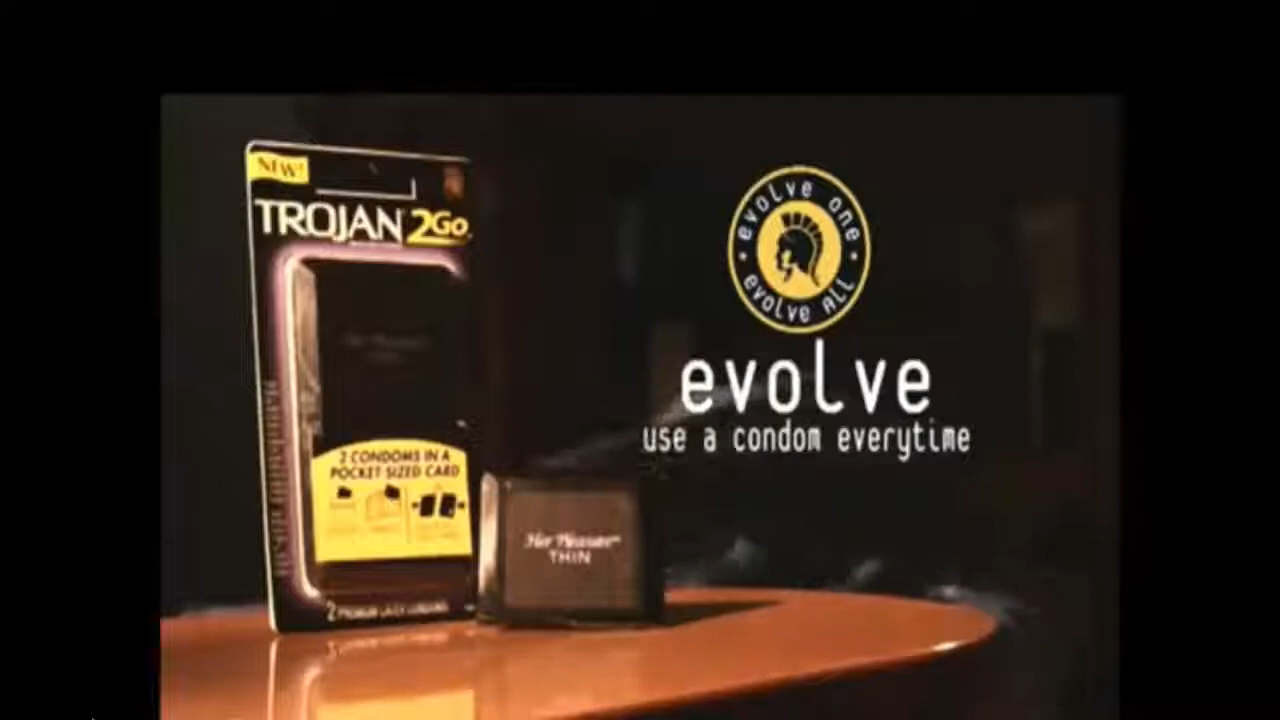 NEW!
TROJAN 2Go
2 CONDOMS IN A
POCKET SIZED CARD
Her Pleasure
THIN
evolve one
evolve ALL
evolve
use a condom everytime